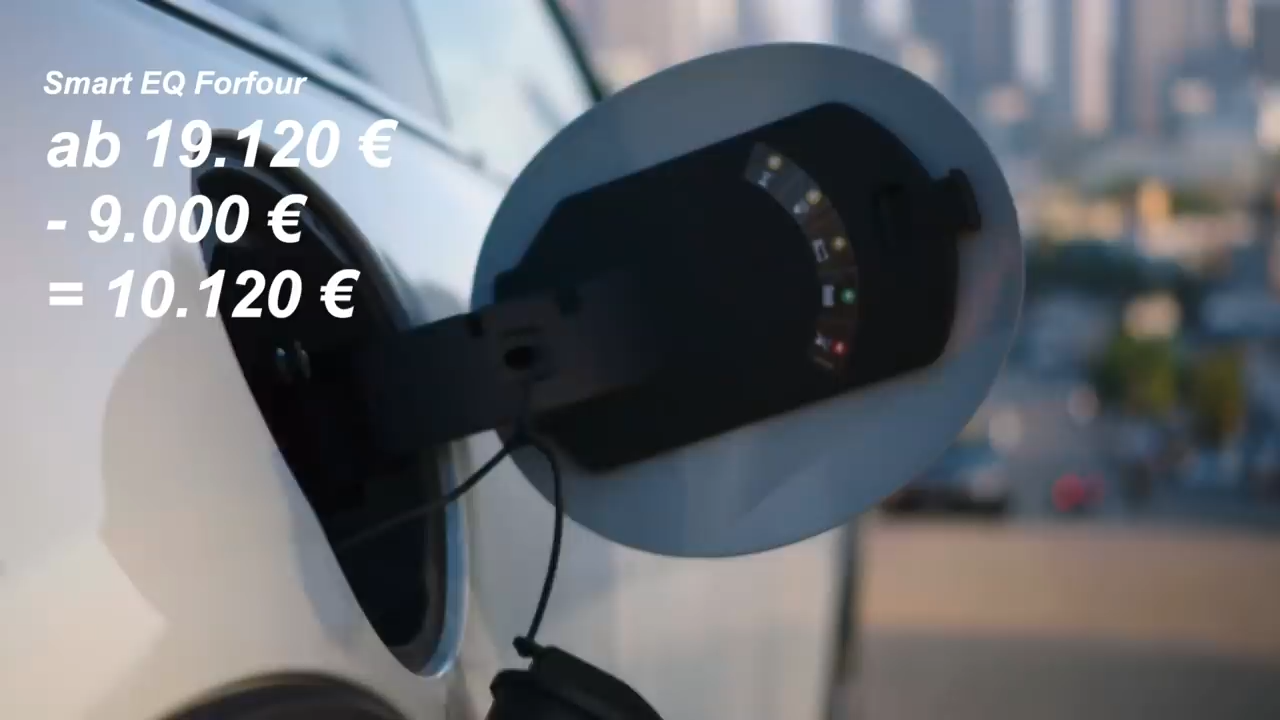 Smart EQ Forfour
ab 19.120 €
- 9.000 €
= 10.120 €